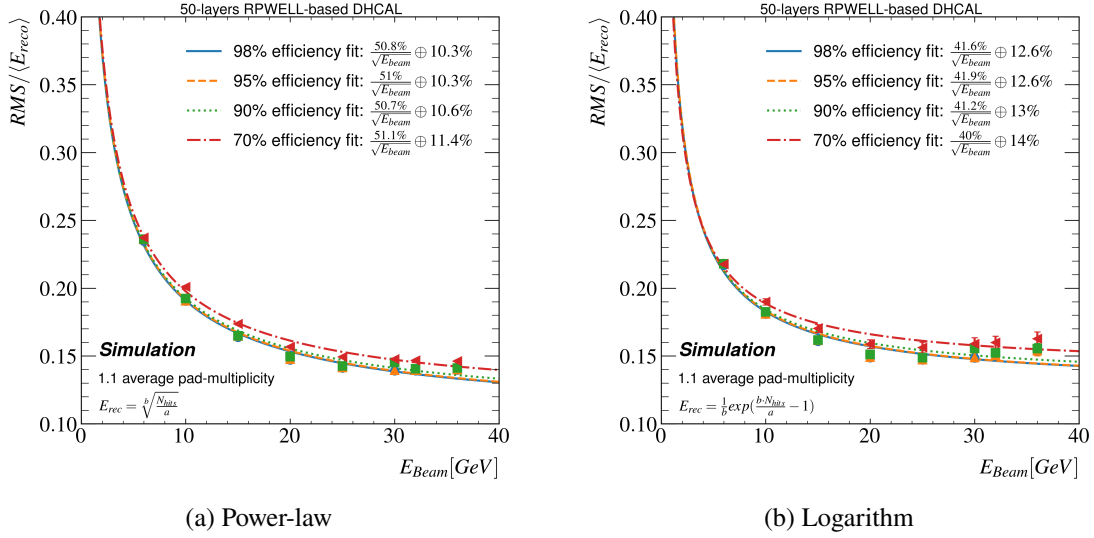 50-layers RPWELL-based DHCAL
RMS/⟨E_reco⟩
0.40
0.35
0.30
0.25
0.20
0.15
0.10
98% efficiency fit: 50.8%/√E_beam ⊕ 10.3%
95% efficiency fit: 51%/√E_beam ⊕ 10.3%
90% efficiency fit: 50.7%/√E_beam ⊕ 10.6%
70% efficiency fit: 51.1%/√E_beam ⊕ 11.4%
Simulation
1.1 average pad-multiplicity
E_rec = ᵇ√(N_hits/a)
0 10 20 30 40
E_Beam[GeV]
(a) Power-law
50-layers RPWELL-based DHCAL
RMS/⟨E_reco⟩
0.40
0.35
0.30
0.25
0.20
0.15
0.10
98% efficiency fit: 41.6%/√E_beam ⊕ 12.6%
95% efficiency fit: 41.9%/√E_beam ⊕ 12.6%
90% efficiency fit: 41.2%/√E_beam ⊕ 13%
70% efficiency fit: 40%/√E_beam ⊕ 14%
Simulation
1.1 average pad-multiplicity
E_rec = 1/b exp(b·N_hits/a − 1)
0 10 20 30 40
E_Beam[GeV]
(b) Logarithm